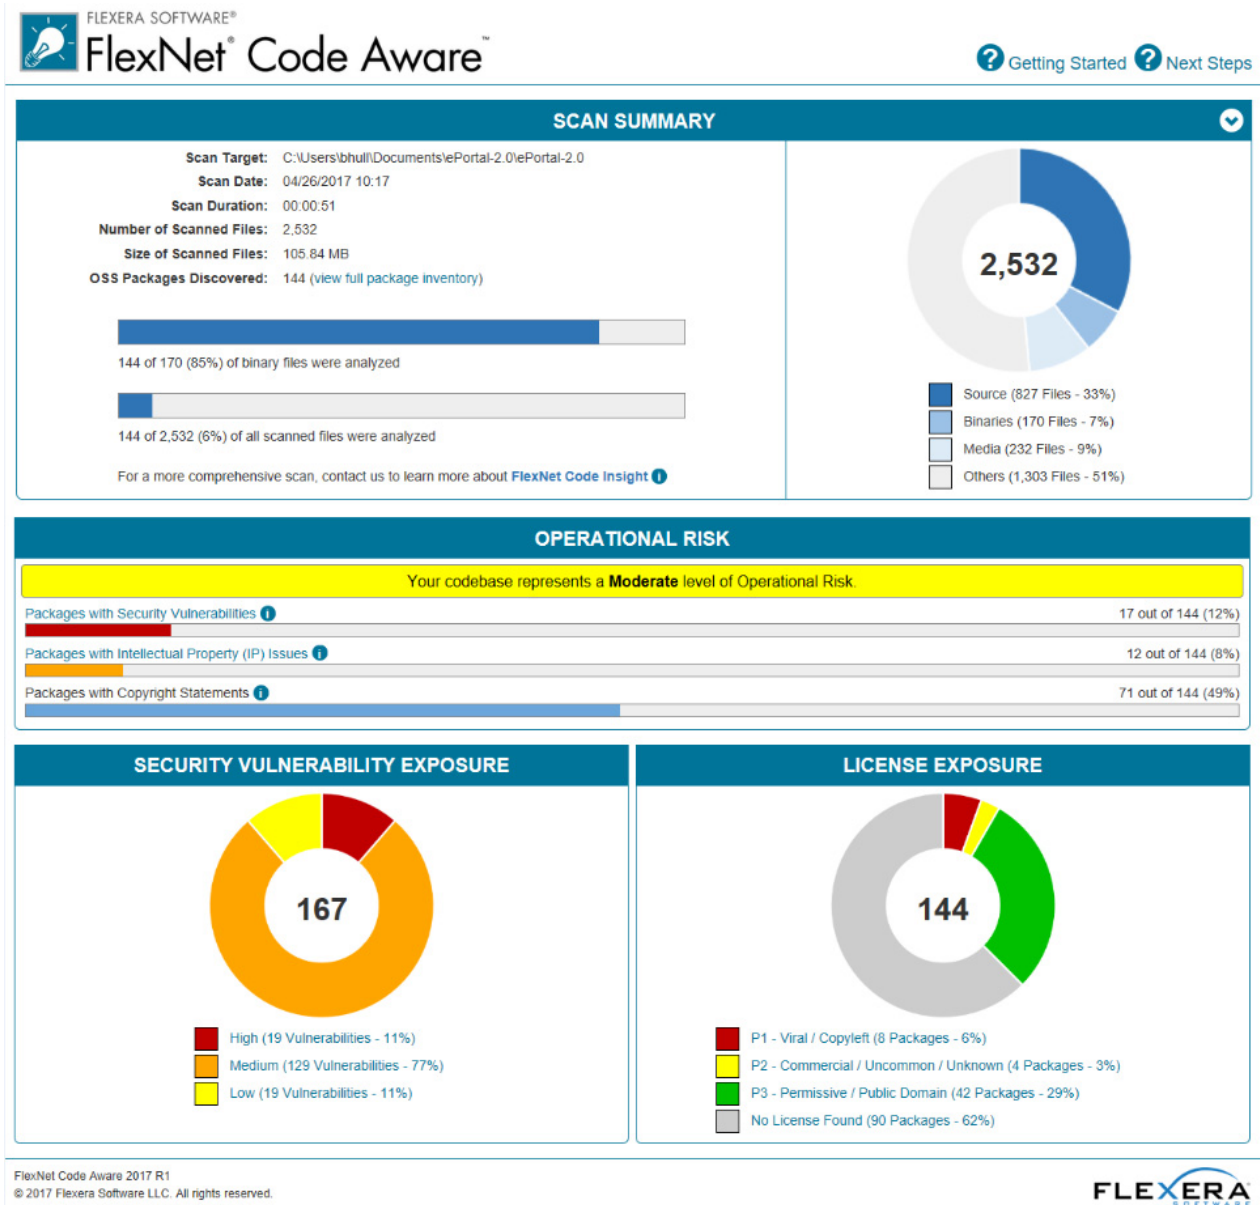 FLEXERA SOFTWARE®
FlexNet® Code Aware™
? Getting Started ? Next Steps
SCAN SUMMARY
Scan Target: C:\Users\bhull\Documents\ePortal-2.0\ePortal-2.0
Scan Date: 04/26/2017 10:17
Scan Duration: 00:00:51
Number of Scanned Files: 2,532
Size of Scanned Files: 105.84 MB
OSS Packages Discovered: 144 (view full package inventory)
144 of 170 (85%) of binary files were analyzed
144 of 2,532 (6%) of all scanned files were analyzed
For a more comprehensive scan, contact us to learn more about FlexNet Code Insight i
2,532
Source (827 Files - 33%)
Binaries (170 Files - 7%)
Media (232 Files - 9%)
Others (1,303 Files - 51%)
OPERATIONAL RISK
Your codebase represents a Moderate level of Operational Risk.
Packages with Security Vulnerabilities i 17 out of 144 (12%)
Packages with Intellectual Property (IP) Issues i 12 out of 144 (8%)
Packages with Copyright Statements i 71 out of 144 (49%)
SECURITY VULNERABILITY EXPOSURE
167
High (19 Vulnerabilities - 11%)
Medium (129 Vulnerabilities - 77%)
Low (19 Vulnerabilities - 11%)
LICENSE EXPOSURE
144
P1 - Viral / Copyleft (8 Packages - 6%)
P2 - Commercial / Uncommon / Unknown (4 Packages - 3%)
P3 - Permissive / Public Domain (42 Packages - 29%)
No License Found (90 Packages - 62%)
FlexNet Code Aware 2017 R1
© 2017 Flexera Software LLC. All rights reserved.
FLEXERA
SOFTWARE